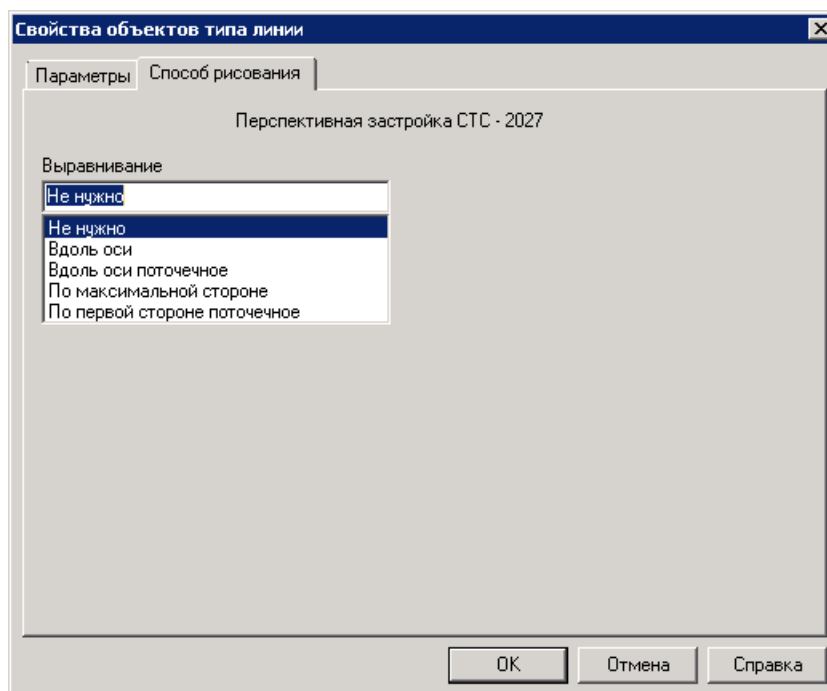 Свойства объектов типа линии
Параметры
Способ рисования
Перспективная застройка СТС - 2027
Выравнивание
Не нужно
Не нужно
Вдоль оси
Вдоль оси поточечное
По максимальной стороне
По первой стороне поточечное
OK
Отмена
Справка